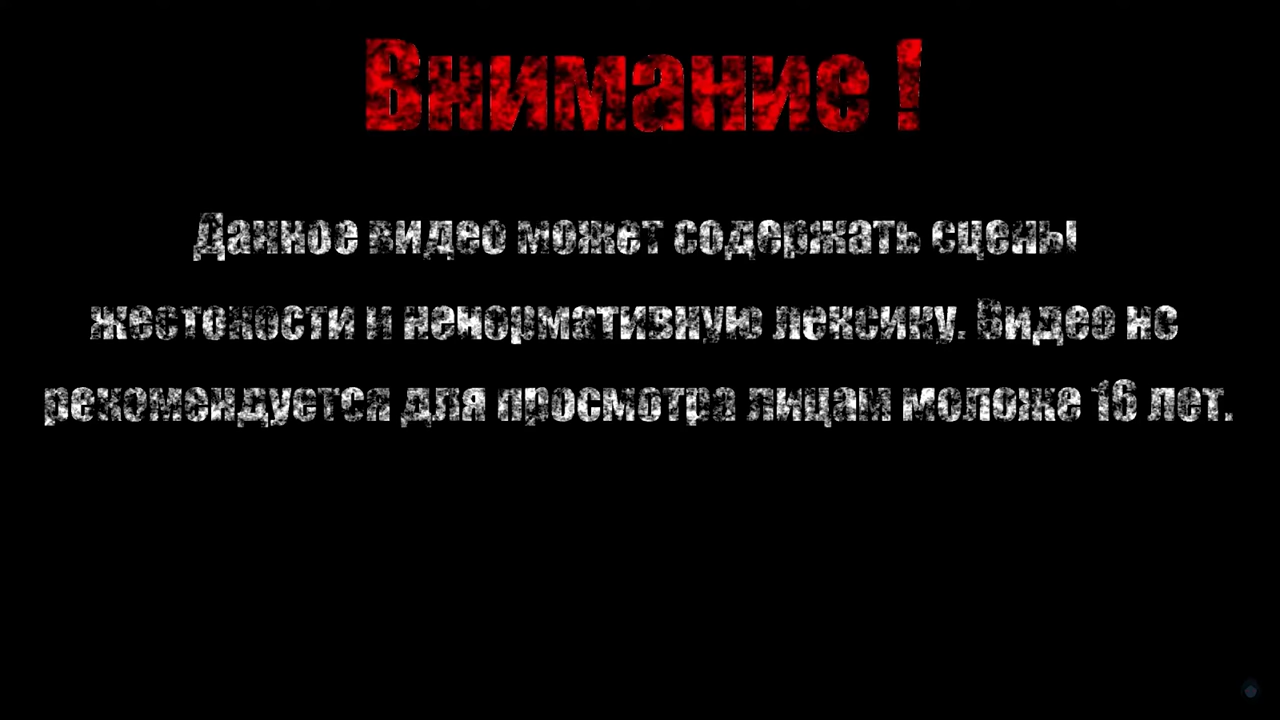 Внимание !
Данное видео может содержать сцены
жестокости и ненормативную лексику. Видео не
рекомендуется для просмотра лицам моложе 16 лет.